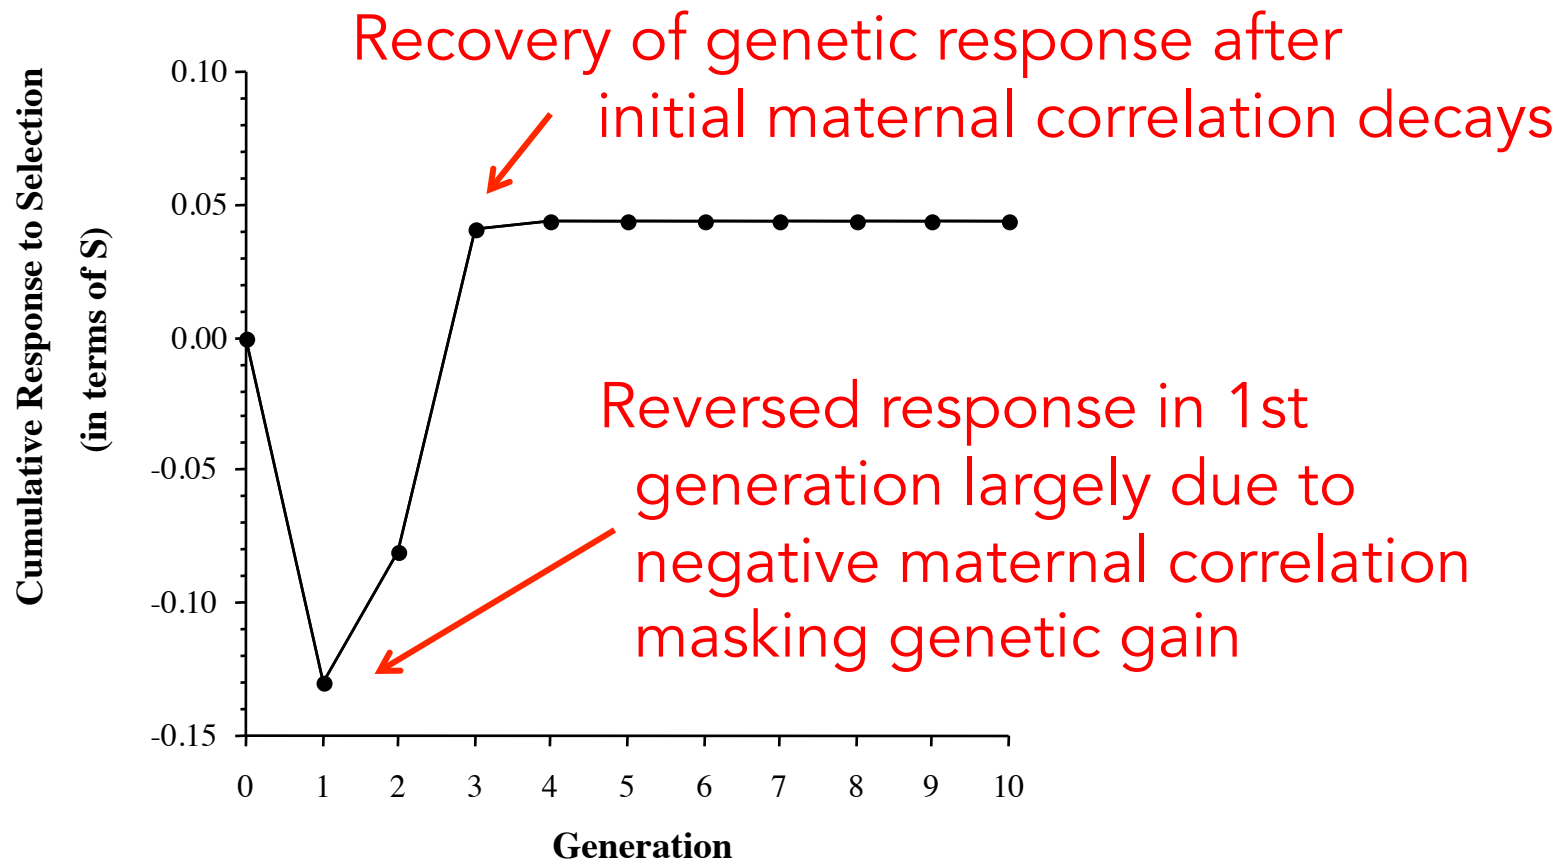 Recovery of genetic response after
initial maternal correlation decays
Cumulative Response to Selection
(in terms of S)
0.10
0.05
0.00
-0.05
-0.10
-0.15
Reversed response in 1st
generation largely due to
negative maternal correlation
masking genetic gain
0 1 2 3 4 5 6 7 8 9 10
Generation